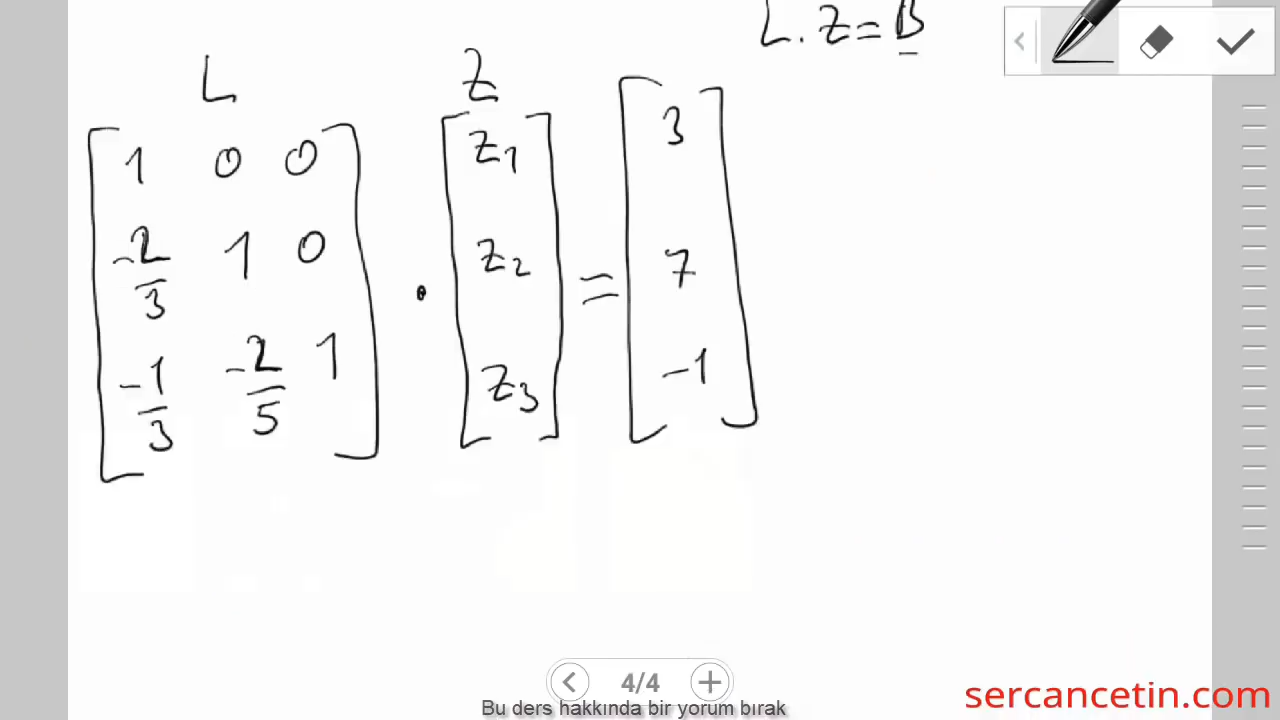 L . Z = B
L Z
1 0 0 z1 3
-2/3 1 0 . z2 = 7
-1/3 -2/5 1 z3 -1
4/4
Bu ders hakkında bir yorum bırak
sercancetin.com